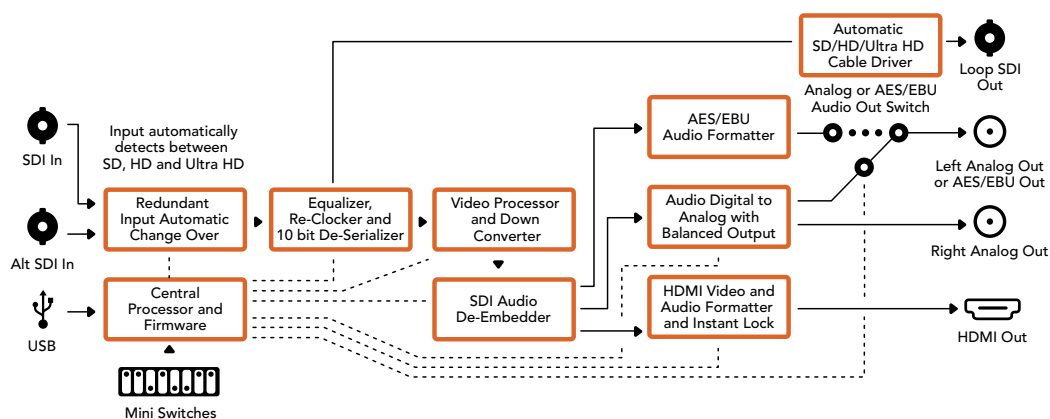 Automatic
SD/HD/Ultra HD
Cable Driver
Loop SDI
Out
Analog or AES/EBU
Audio Out Switch
SDI In
Input automatically
detects between
SD, HD and Ultra HD
AES/EBU
Audio Formatter
Left Analog Out
or AES/EBU Out
Alt SDI In
Redundant
Input Automatic
Change Over
Equalizer,
Re-Clocker and
10 bit De-Serializer
Video Processor
and Down
Converter
Audio Digital to
Analog with
Balanced Output
Right Analog Out
USB
Central
Processor and
Firmware
SDI Audio
De-Embedder
HDMI Video and
Audio Formatter
and Instant Lock
HDMI Out
Mini Switches